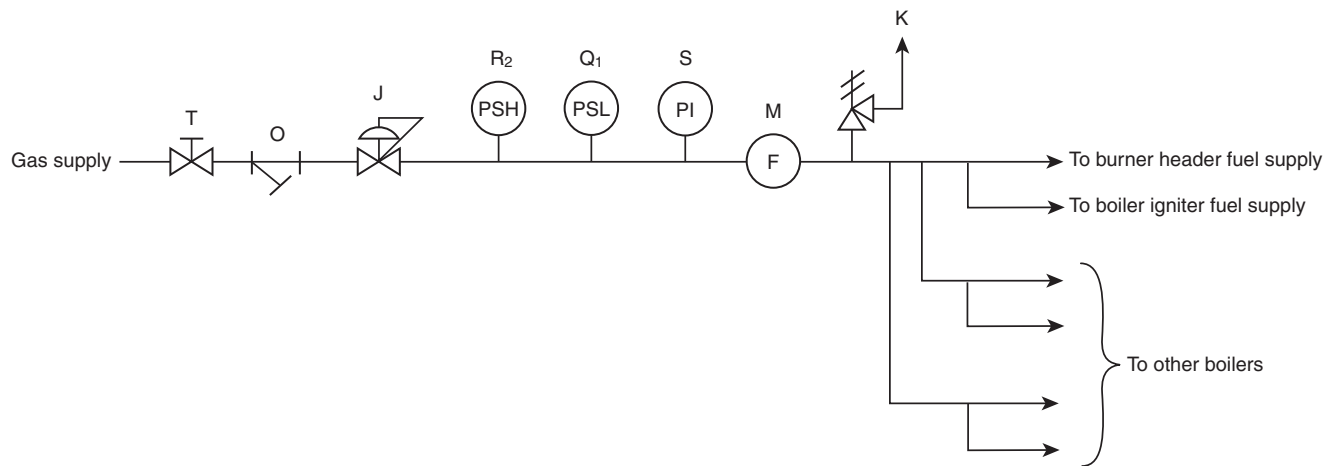 K
R₂
Q₁
S
J
M
T
O
PSH
PSL
PI
F
Gas supply
To burner header fuel supply
To boiler igniter fuel supply
To other boilers